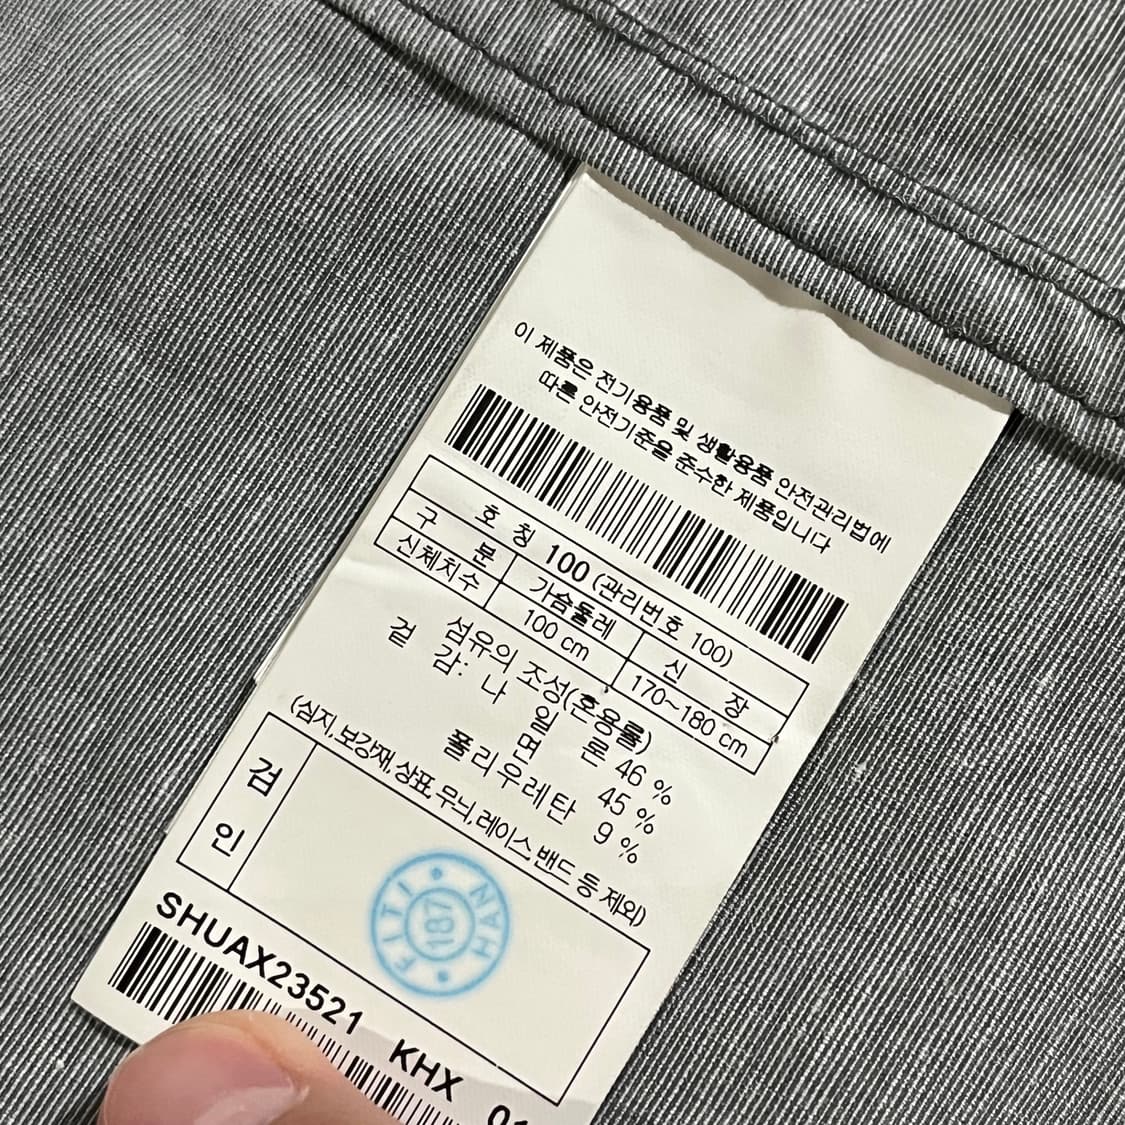 이 제품은 전기용품 및 생활용품 안전관리법에
따른 안전기준을 준수한 제품입니다
호 칭 100 (관리번호 100)
구 분 가슴둘레 신 장
신체치수 100 cm 170~180 cm
섬유의 조성(혼용률)
겉 감: 나 일 론 46 %
면 45 %
폴리우레탄 9 %
(심지,보강재,상표,무늬,레이스,밴드 등 제외)
검
인
FITI
HAN
187
SHUAX23521 KHX